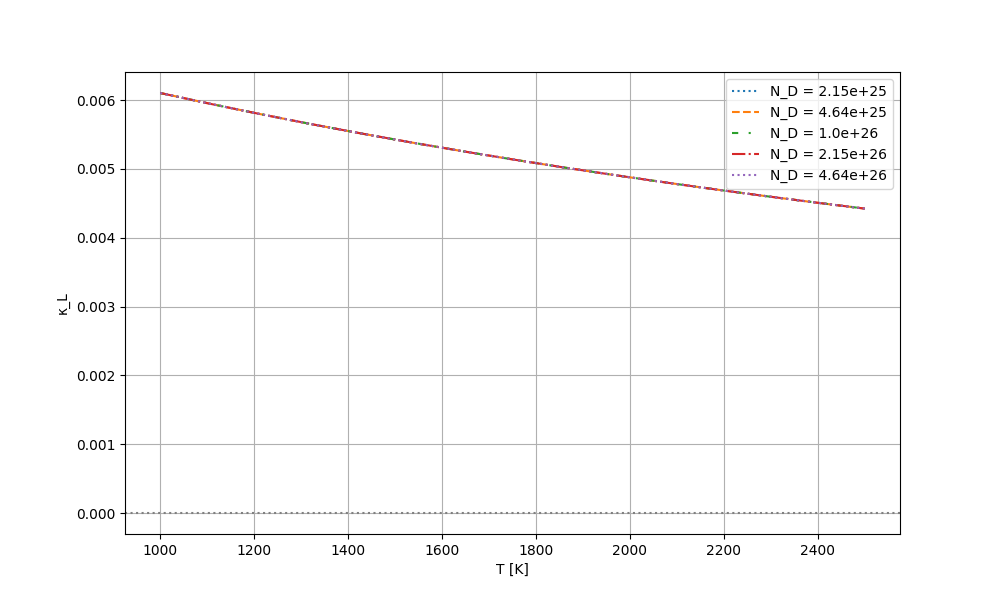 N_D = 2.15e+25
N_D = 4.64e+25
N_D = 1.0e+26
N_D = 2.15e+26
N_D = 4.64e+26
0.006
0.005
0.004
0.003
0.002
0.001
0.000
κ_L
1000 1200 1400 1600 1800 2000 2200 2400
T [K]